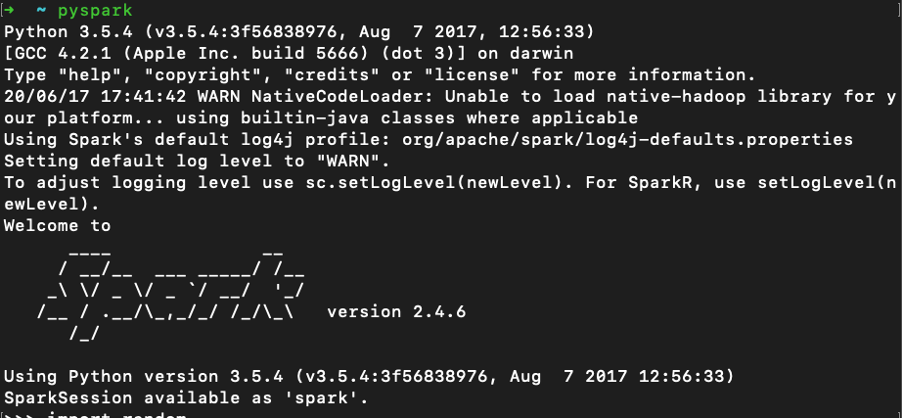 → ~ pyspark
Python 3.5.4 (v3.5.4:3f56838976, Aug  7 2017, 12:56:33)
[GCC 4.2.1 (Apple Inc. build 5666) (dot 3)] on darwin
Type "help", "copyright", "credits" or "license" for more information.
20/06/17 17:41:42 WARN NativeCodeLoader: Unable to load native-hadoop library for y
our platform... using builtin-java classes where applicable
Using Spark's default log4j profile: org/apache/spark/log4j-defaults.properties
Setting default log level to "WARN".
To adjust logging level use sc.setLogLevel(newLevel). For SparkR, use setLogLevel(n
ewLevel).
Welcome to
      ____              __
     / __/__  ___ _____/ /__
    _\ \/ _ \/ _ `/ __/  '_/
   /__ / .__/\_,_/_/ /_/\_\   version 2.4.6
      /_/
Using Python version 3.5.4 (v3.5.4:3f56838976, Aug  7 2017 12:56:33)
SparkSession available as 'spark'.
>>> import random